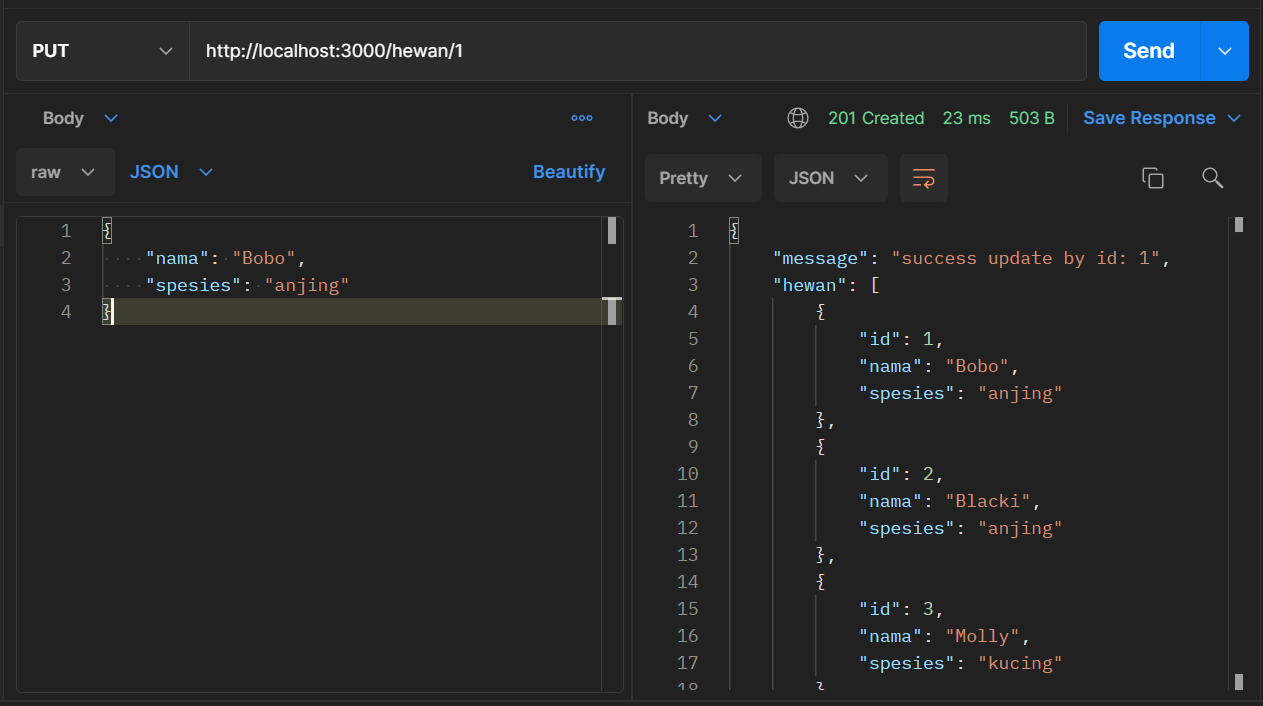 PUT http://localhost:3000/hewan/1 Send
Body ooo
raw JSON Beautify
1 {
2 "nama": "Bobo",
3 "spesies": "anjing"
4 }
Body 201 Created 23 ms 503 B Save Response
Pretty JSON
1 {
2 "message": "success update by id: 1",
3 "hewan": [
4 {
5 "id": 1,
6 "nama": "Bobo",
7 "spesies": "anjing"
8 },
9 {
10 "id": 2,
11 "nama": "Blacki",
12 "spesies": "anjing"
13 },
14 {
15 "id": 3,
16 "nama": "Molly",
17 "spesies": "kucing"
18 }